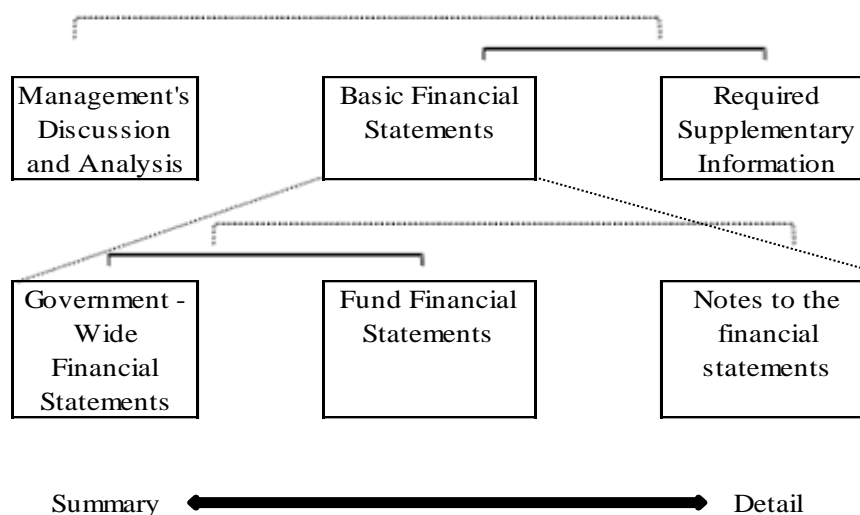 Management's
Discussion
and Analysis
Basic Financial
Statements
Required
Supplementary
Information
Government -
Wide
Financial
Statements
Fund Financial
Statements
Notes to the
financial
statements
Summary
Detail